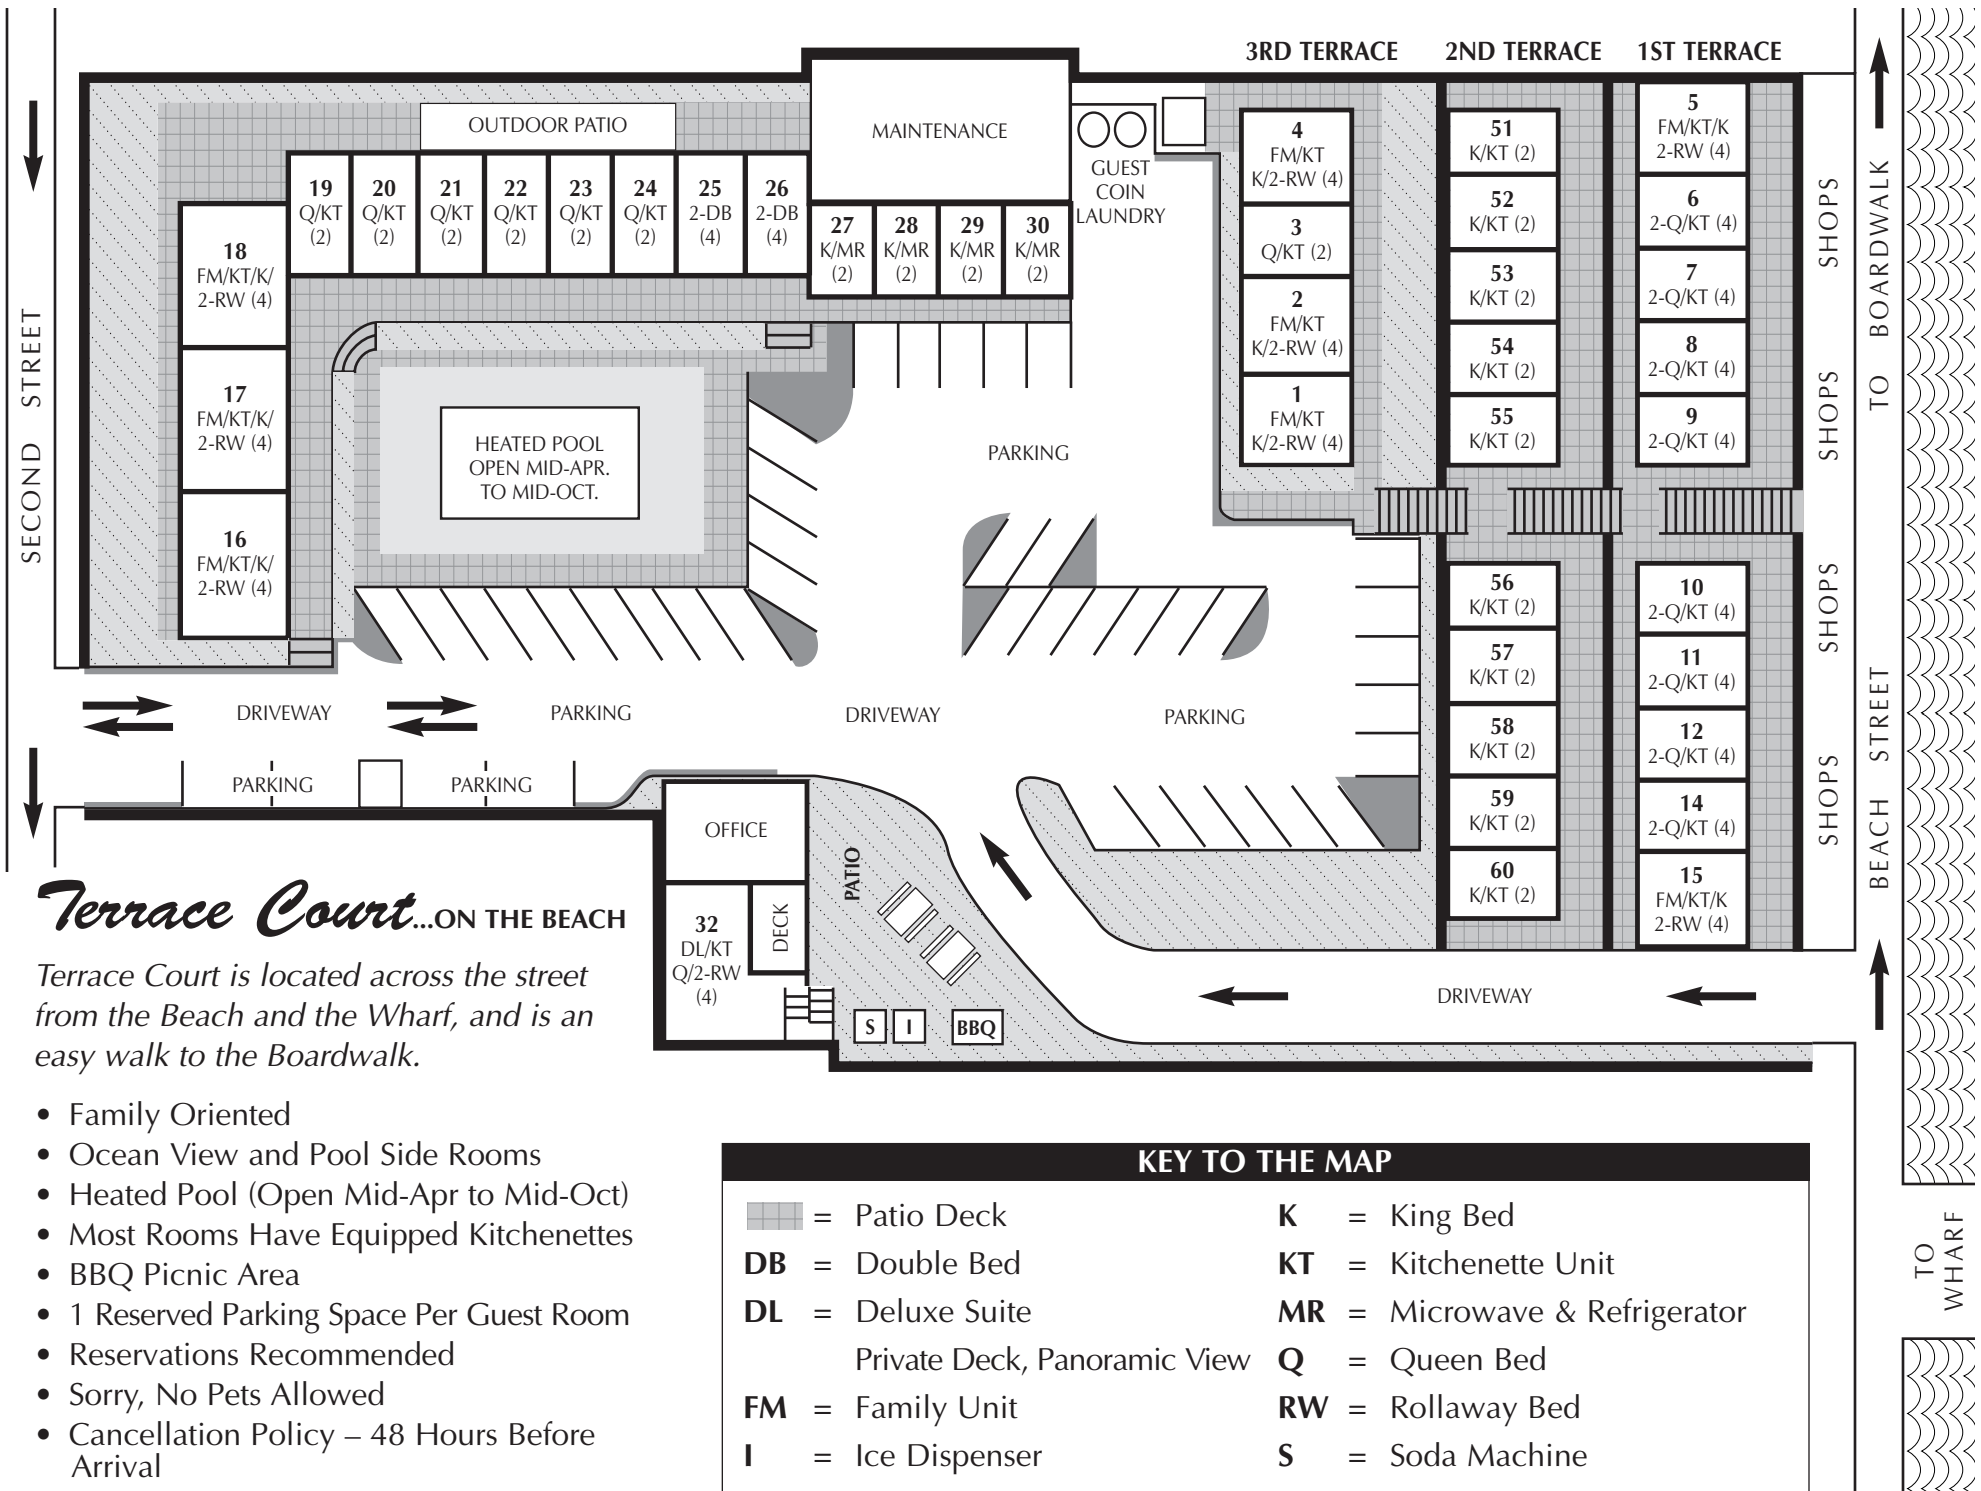 3RD TERRACE
2ND TERRACE
1ST TERRACE
OUTDOOR PATIO
MAINTENANCE
GUEST
COIN
LAUNDRY
19
Q/KT
(2)
20
Q/KT
(2)
21
Q/KT
(2)
22
Q/KT
(2)
23
Q/KT
(2)
24
Q/KT
(2)
25
2-DB
(4)
26
2-DB
(4)
27
K/MR
(2)
28
K/MR
(2)
29
K/MR
(2)
30
K/MR
(2)
18
FM/KT/K/
2-RW (4)
17
FM/KT/K/
2-RW (4)
16
FM/KT/K/
2-RW (4)
HEATED POOL
OPEN MID-APR.
TO MID-OCT.
PARKING
4
FM/KT
K/2-RW (4)
3
Q/KT (2)
2
FM/KT
K/2-RW (4)
1
FM/KT
K/2-RW (4)
51
K/KT (2)
52
K/KT (2)
53
K/KT (2)
54
K/KT (2)
55
K/KT (2)
56
K/KT (2)
57
K/KT (2)
58
K/KT (2)
59
K/KT (2)
60
K/KT (2)
5
FM/KT/K
2-RW (4)
6
2-Q/KT (4)
7
2-Q/KT (4)
8
2-Q/KT (4)
9
2-Q/KT (4)
10
2-Q/KT (4)
11
2-Q/KT (4)
12
2-Q/KT (4)
14
2-Q/KT (4)
15
FM/KT/K
2-RW (4)
SHOPS
SHOPS
SHOPS
SHOPS
BEACH STREET
TO BOARDWALK
TO
WHARF
SECOND STREET
DRIVEWAY
PARKING
DRIVEWAY
PARKING
PARKING
PARKING
OFFICE
PATIO
32
DL/KT
Q/2-RW
(4)
DECK
S
I
BBQ
DRIVEWAY
Terrace Court...ON THE BEACH
Terrace Court is located across the street
from the Beach and the Wharf, and is an
easy walk to the Boardwalk.
• Family Oriented
• Ocean View and Pool Side Rooms
• Heated Pool (Open Mid-Apr to Mid-Oct)
• Most Rooms Have Equipped Kitchenettes
• BBQ Picnic Area
• 1 Reserved Parking Space Per Guest Room
• Reservations Recommended
• Sorry, No Pets Allowed
• Cancellation Policy – 48 Hours Before
Arrival
KEY TO THE MAP
= Patio Deck
DB = Double Bed
DL = Deluxe Suite
Private Deck, Panoramic View
FM = Family Unit
I = Ice Dispenser
K = King Bed
KT = Kitchenette Unit
MR = Microwave & Refrigerator
Q = Queen Bed
RW = Rollaway Bed
S = Soda Machine